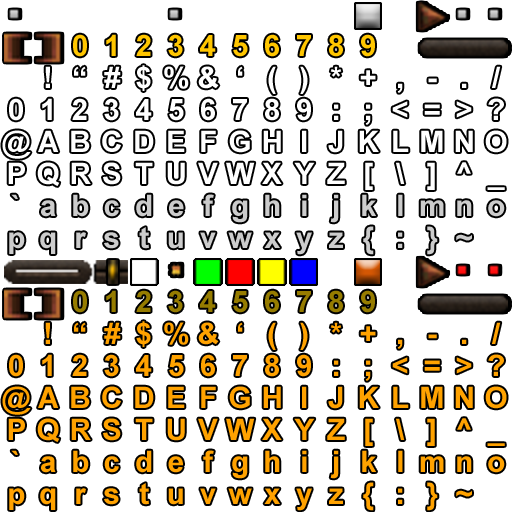 [ ] 0 1 2 3 4 5 6 7 8 9
! “ # $ % & ‘ ( ) * + , - . /
0 1 2 3 4 5 6 7 8 9 : ; < = > ?
@ A B C D E F G H I J K L M N O
P Q R S T U V W X Y Z [ \ ] ^ _
` a b c d e f g h i j k l m n o
p q r s t u v w x y z { : } ~
[ ] 0 1 2 3 4 5 6 7 8 9
! “ # $ % & ‘ ( ) * + , - . /
0 1 2 3 4 5 6 7 8 9 : ; < = > ?
@ A B C D E F G H I J K L M N O
P Q R S T U V W X Y Z [ \ ] ^ _
` a b c d e f g h i j k l m n o
p q r s t u v w x y z { : } ~